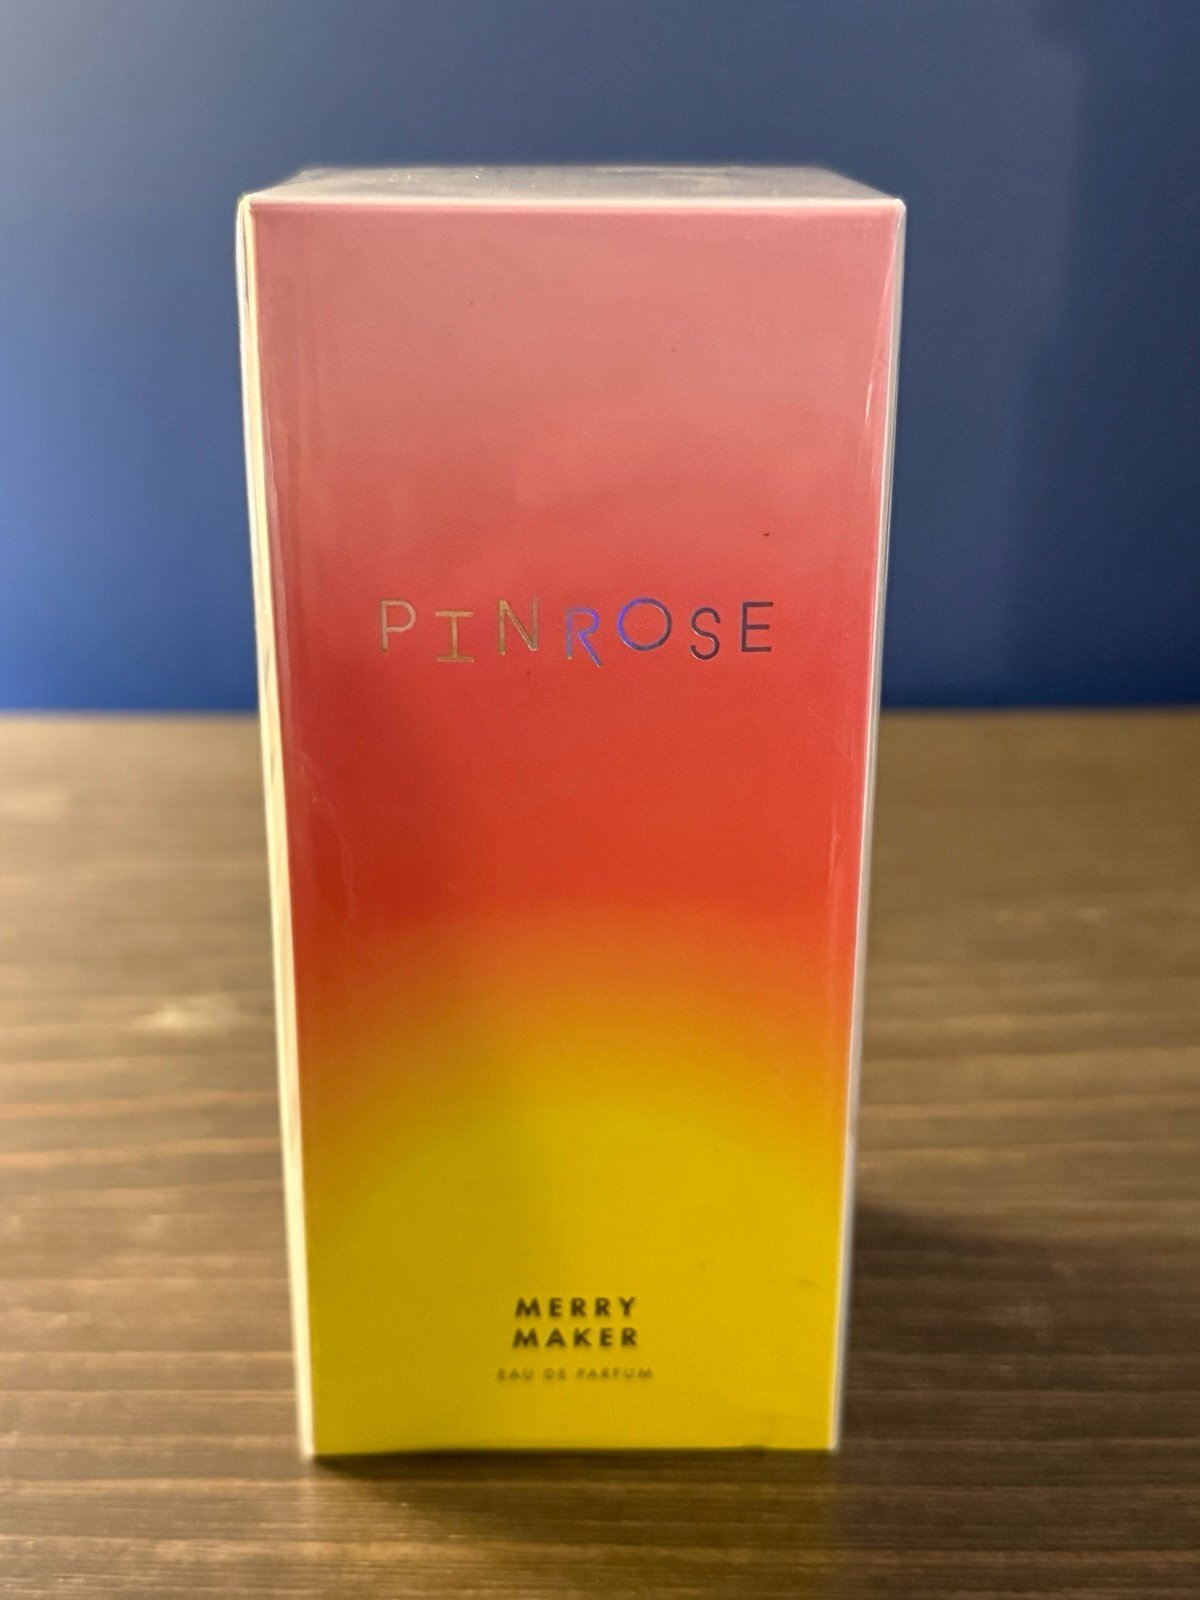 PINROSE
MERRY
MAKER
EAU DE PARFUM